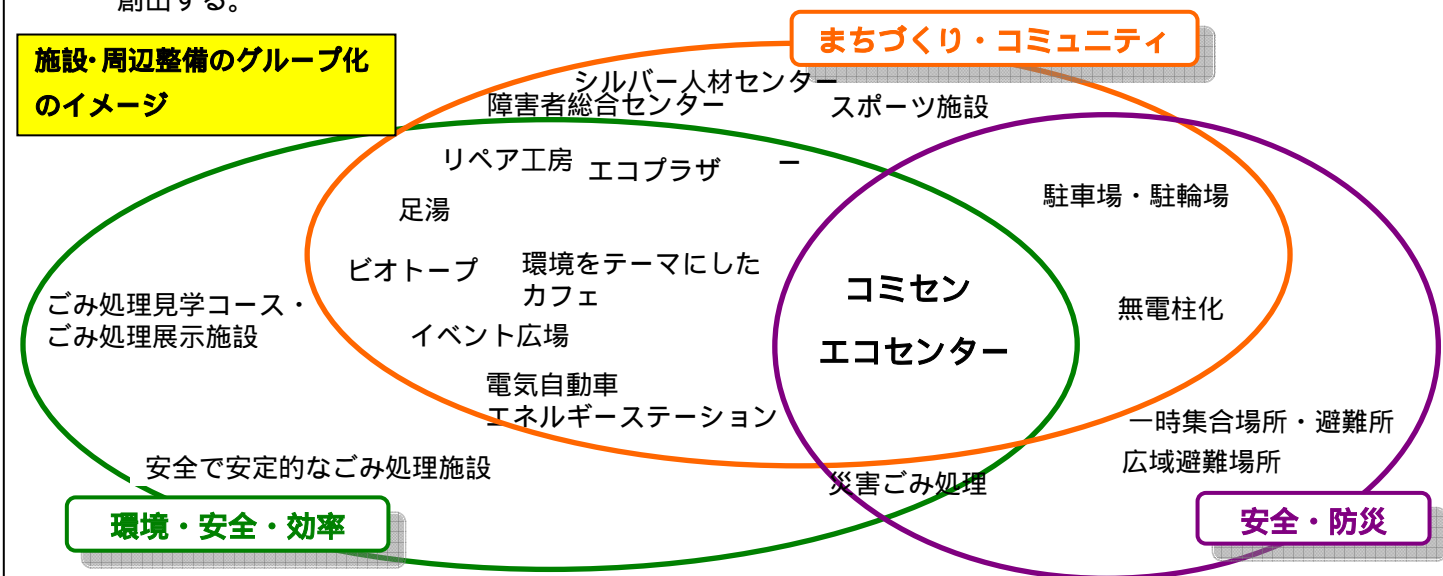 創出する。
施設・周辺整備のグループ化
のイメージ
まちづくり・コミュニティ
シルバー人材センター
障害者総合センター
スポーツ施設
リペア工房
エコプラザ
ー
駐車場・駐輪場
足湯
ビオトープ
環境をテーマにした
カフェ
コミセン
エコセンター
ごみ処理見学コース・
ごみ処理展示施設
無電柱化
イベント広場
電気自動車
エネルギーステーション
一時集合場所・避難所
広域避難場所
安全で安定的なごみ処理施設
災害ごみ処理
環境・安全・効率
安全・防災